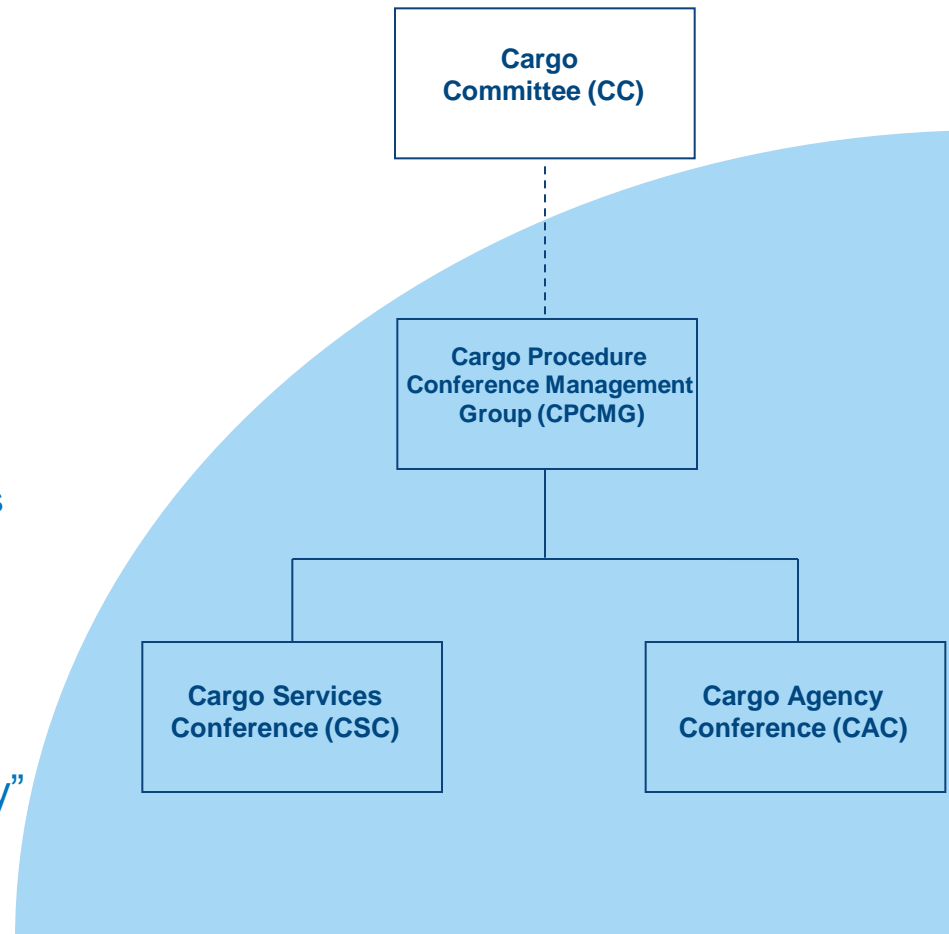 Cargo
Committee (CC)
Cargo Procedure
Conference Management
Group (CPCMG)
s
Cargo Services
Conference (CSC)
Cargo Agency
Conference (CAC)
y”